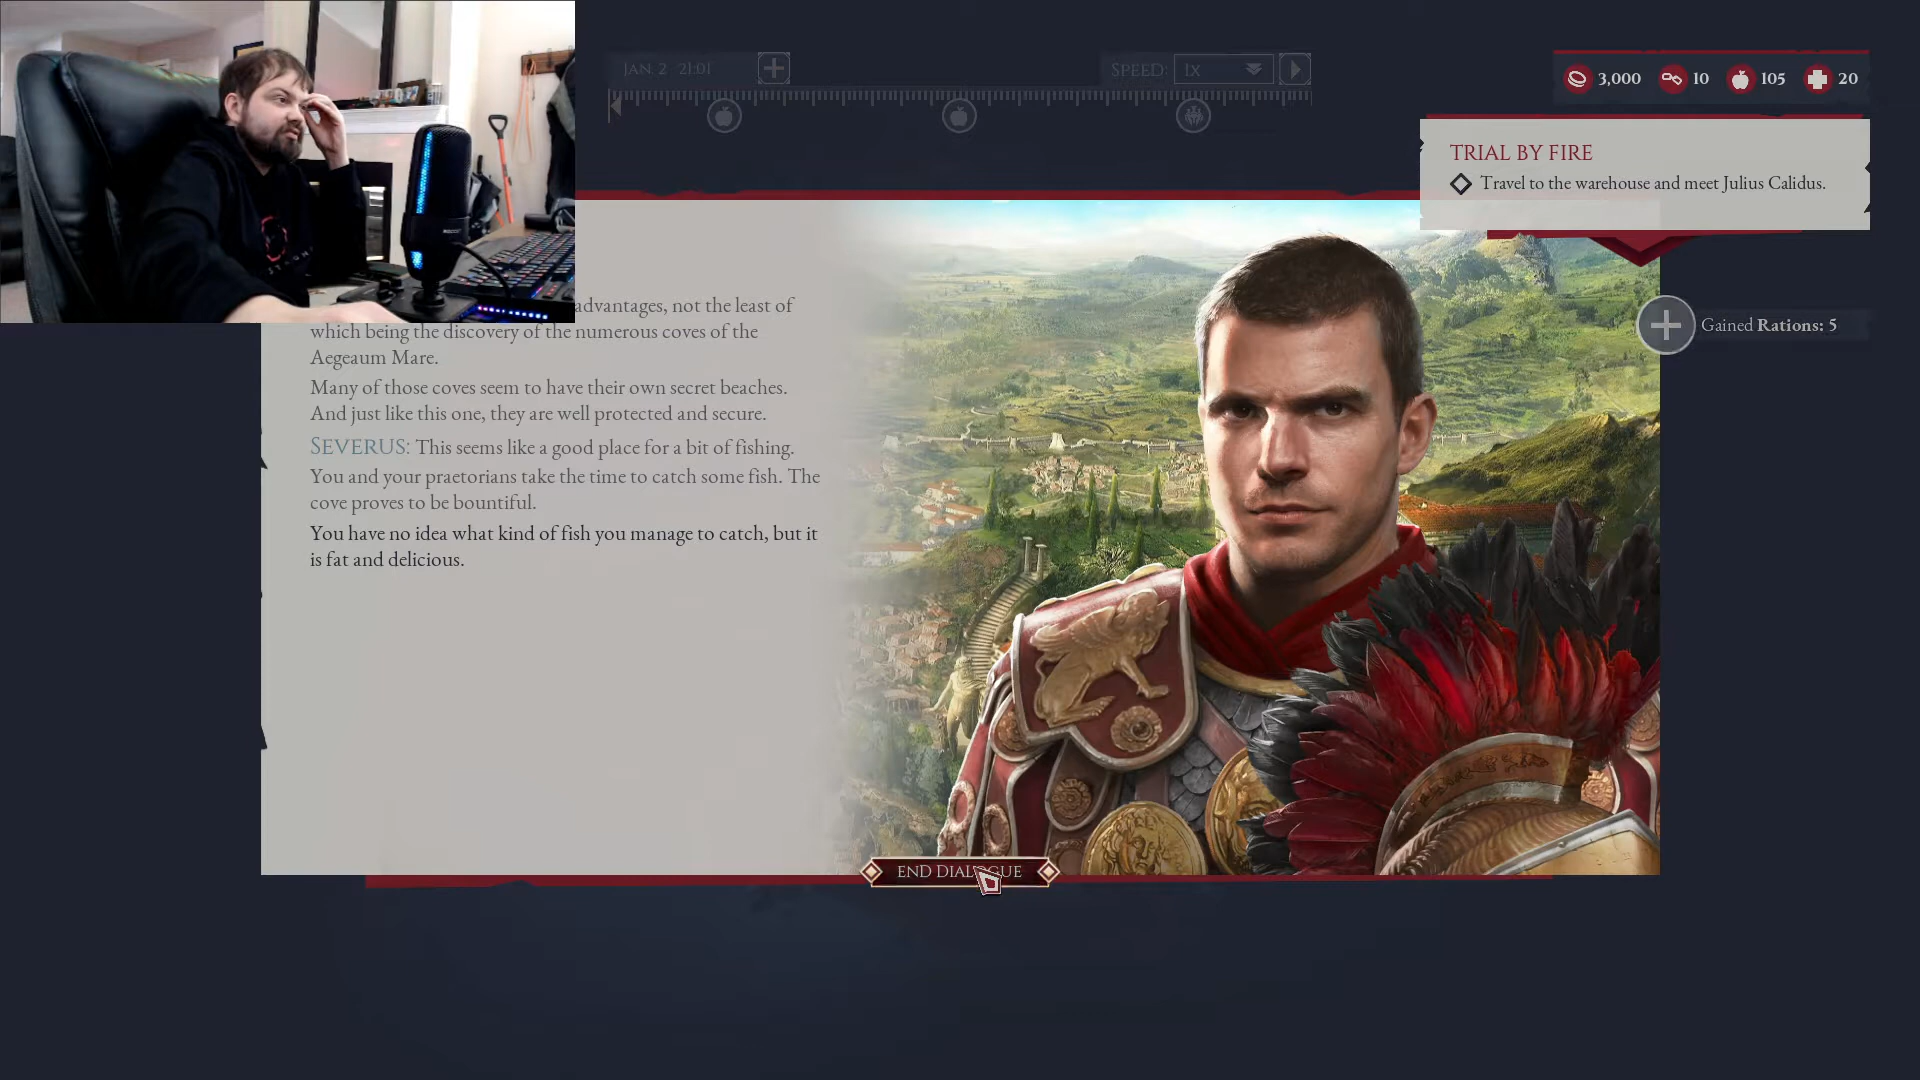 JAN. 2 21:01
SPEED: 1X
3,000 10 105 20
TRIAL BY FIRE
Travel to the warehouse and meet Julius Calidus.
Gained Rations: 5
advantages, not the least of
which being the discovery of the numerous coves of the
Aegeaum Mare.
Many of those coves seem to have their own secret beaches.
And just like this one, they are well protected and secure.
SEVERUS: This seems like a good place for a bit of fishing.
You and your praetorians take the time to catch some fish. The
cove proves to be bountiful.
You have no idea what kind of fish you manage to catch, but it
is fat and delicious.
END DIALOGUE